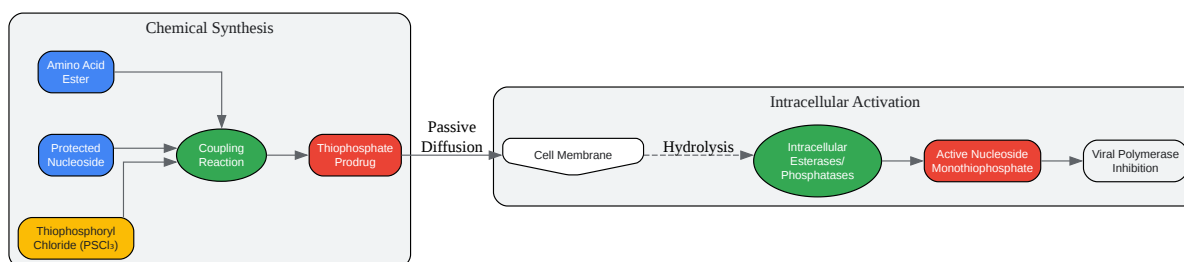 Chemical Synthesis
Amino Acid
Ester
Protected
Nucleoside
Thiophosphoryl
Chloride (PSCl₃)
Coupling
Reaction
Thiophosphate
Prodrug
Passive
Diffusion
Intracellular Activation
Cell Membrane
Hydrolysis
Intracellular
Esterases/
Phosphatases
Active Nucleoside
Monothiophosphate
Viral Polymerase
Inhibition